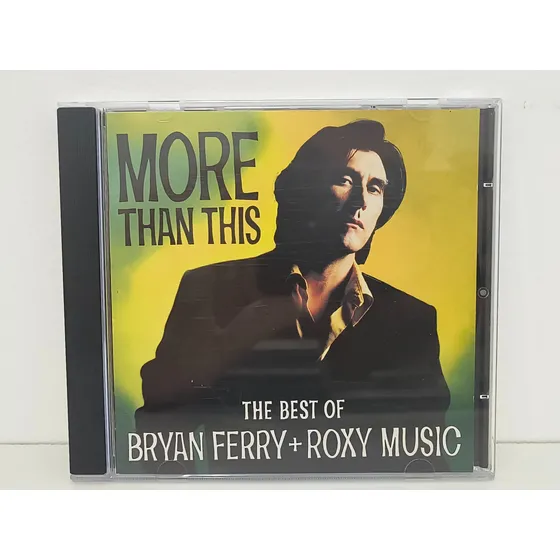 MORE
THAN THIS
THE BEST OF
BRYAN FERRY + ROXY MUSIC